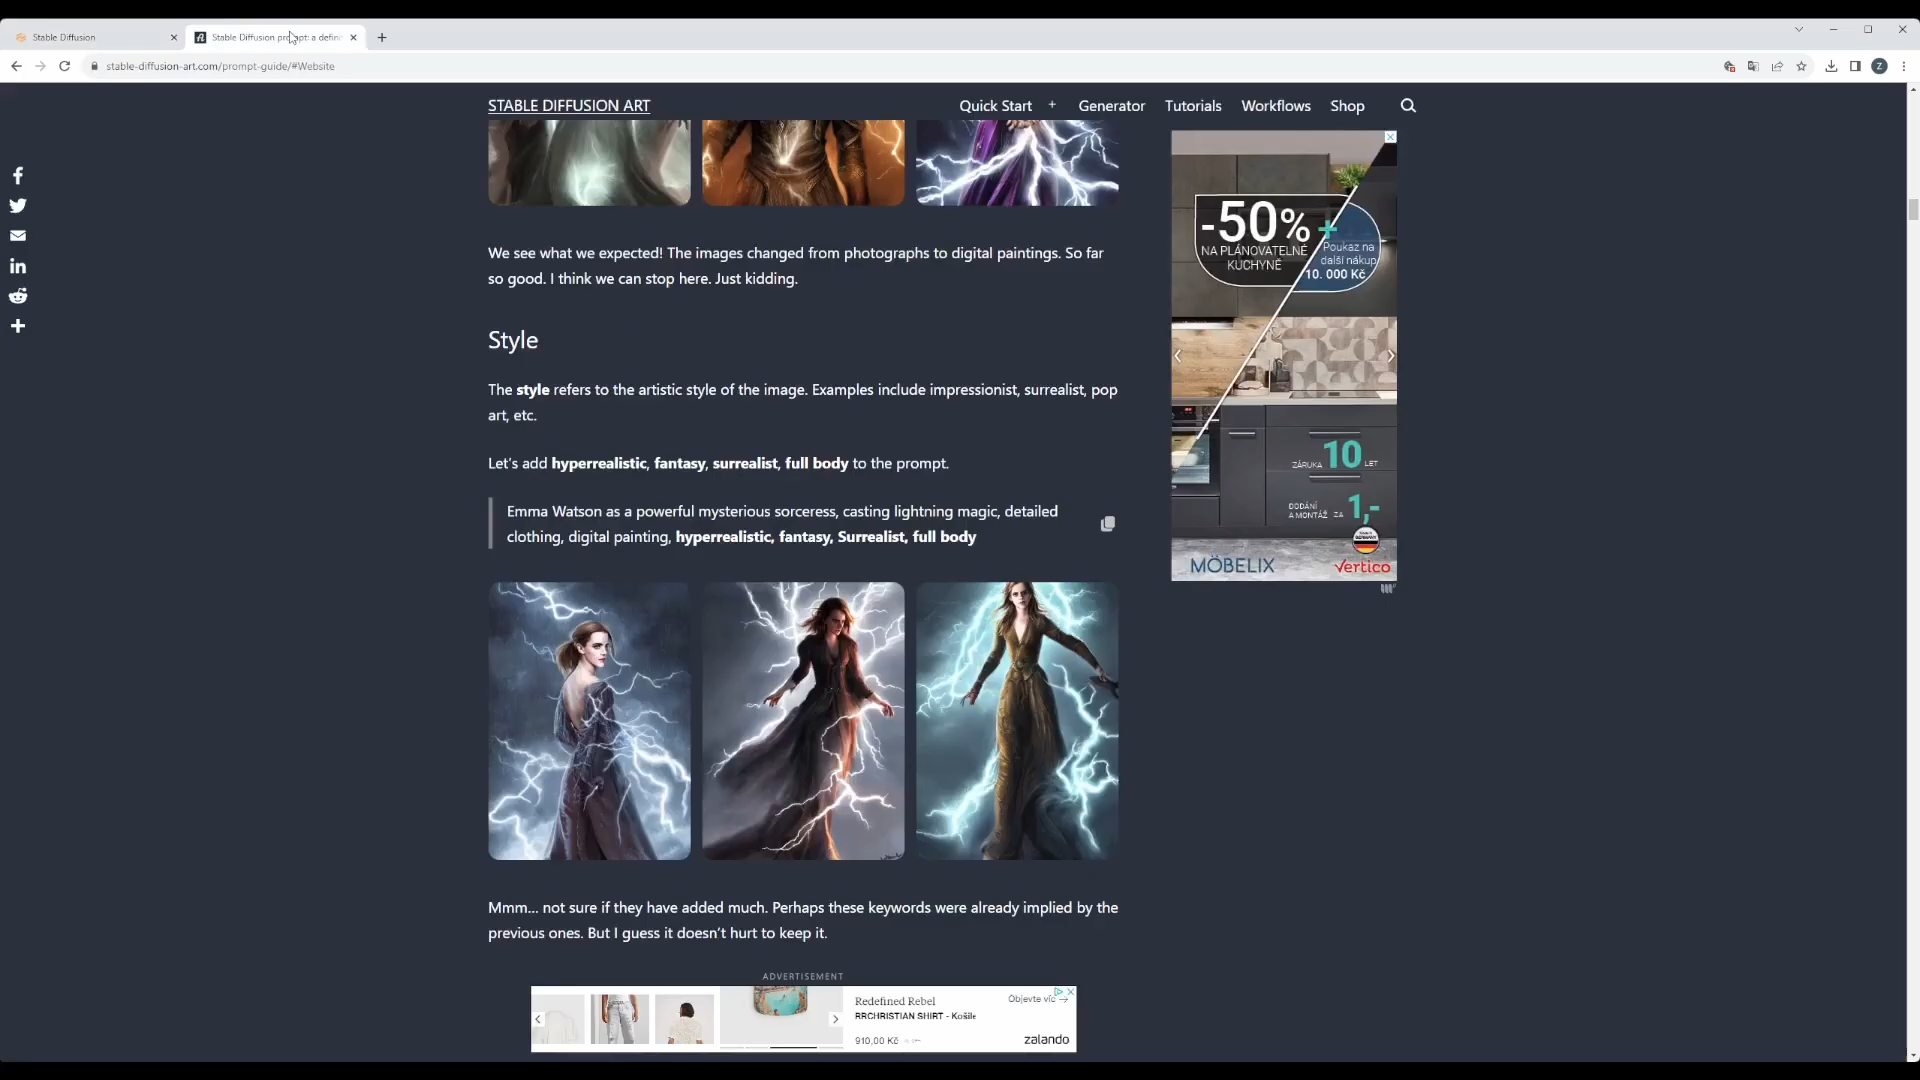 Stable Diffusion
Stable Diffusion prompt: a defini
stable-diffusion-art.com/prompt-guide/#Website
Z
STABLE DIFFUSION ART
Quick Start + Generator Tutorials Workflows Shop
We see what we expected! The images changed from photographs to digital paintings. So far
so good. I think we can stop here. Just kidding.
Style
The style refers to the artistic style of the image. Examples include impressionist, surrealist, pop
art, etc.
Let's add hyperrealistic, fantasy, surrealist, full body to the prompt.
Emma Watson as a powerful mysterious sorceress, casting lightning magic, detailed
clothing, digital painting, hyperrealistic, fantasy, Surrealist, full body
Mmm... not sure if they have added much. Perhaps these keywords were already implied by the
previous ones. But I guess it doesn't hurt to keep it.
ADVERTISEMENT
Redefined Rebel
Objevte víc →
RRCHRISTIAN SHIRT - Košile
910,00 Kč
zalando
-50% +
NA PLÁNOVATELNÉ
KUCHYNĚ
Poukaz na
další nákup
10. 000 Kč
ZÁRUKA 10 LET
DODÁNÍ
A MONTÁŽ ZA 1,-
MÖBELIX
vertico